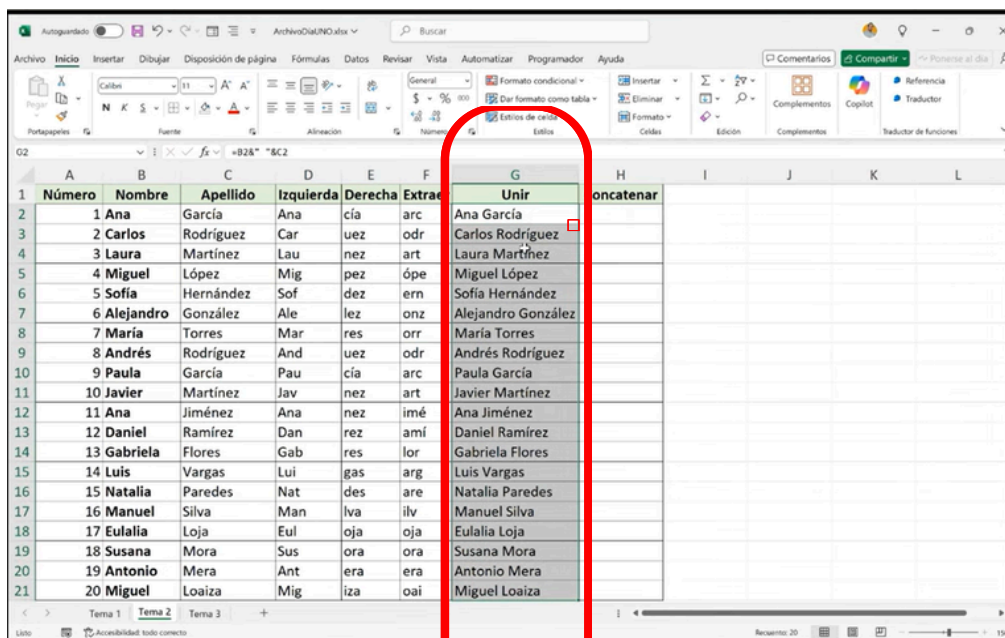 Autoguardado ArchivoDiaUNO.xlsx Buscar
Archivo Inicio Insertar Dibujar Disposición de página Fórmulas Datos Revisar Vista Automatizar Programador Ayuda Comentarios Compartir Ponerse al día
Pegar Calibri 11 General Formato condicional Insertar Referencia
N K S $ % 000 Dar formato como tabla Eliminar Complementos Copilot Traductor
Estilos de celda Formato
Portapapeles Fuente Alineación Número Estilos Celdas Edición Complementos Traductor de funciones
G2 fx =B2&" "&C2
A B C D E F G H I J K L
1 Número Nombre Apellido Izquierda Derecha Extrae Unir oncatenar
2 1 Ana García Ana cía arc Ana García
3 2 Carlos Rodríguez Car uez odr Carlos Rodríguez
4 3 Laura Martínez Lau nez art Laura Martínez
5 4 Miguel López Mig pez ópe Miguel López
6 5 Sofía Hernández Sof dez ern Sofía Hernández
7 6 Alejandro González Ale lez onz Alejandro González
8 7 María Torres Mar res orr María Torres
9 8 Andrés Rodríguez And uez odr Andrés Rodríguez
10 9 Paula García Pau cía arc Paula García
11 10 Javier Martínez Jav nez art Javier Martínez
12 11 Ana Jiménez Ana nez imé Ana Jiménez
13 12 Daniel Ramírez Dan rez amí Daniel Ramírez
14 13 Gabriela Flores Gab res lor Gabriela Flores
15 14 Luis Vargas Lui gas arg Luis Vargas
16 15 Natalia Paredes Nat des are Natalia Paredes
17 16 Manuel Silva Man lva ilv Manuel Silva
18 17 Eulalia Loja Eul oja oja Eulalia Loja
19 18 Susana Mora Sus ora ora Susana Mora
20 19 Antonio Mera Ant era era Antonio Mera
21 20 Miguel Loaiza Mig iza oai Miguel Loaiza
Tema 1 Tema 2 Tema 3 +
Listo Accesibilidad: todo correcto Recuento: 20